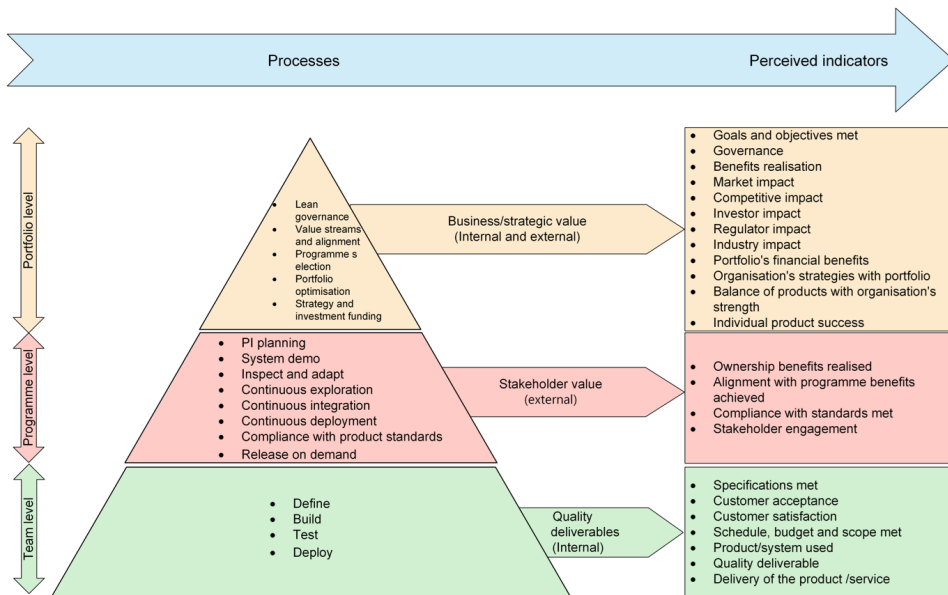 Processes
Perceived indicators
Portfolio level
• Lean
governance
• Value streams
and alignment
• Programme s
election
• Portfolio
optimisation
• Strategy and
investment funding
Business/strategic value
(Internal and external)
• Goals and objectives met
• Governance
• Benefits realisation
• Market impact
• Competitive impact
• Investor impact
• Regulator impact
• Industry impact
• Portfolio's financial benefits
• Organisation's strategies with portfolio
• Balance of products with organisation's
strength
• Individual product success
Programme level
• PI planning
• System demo
• Inspect and adapt
• Continuous exploration
• Continuous integration
• Continuous deployment
• Compliance with product standards
• Release on demand
Stakeholder value
(external)
• Ownership benefits realised
• Alignment with programme benefits
achieved
• Compliance with standards met
• Stakeholder engagement
Team level
• Define
• Build
• Test
• Deploy
Quality
deliverables
(Internal)
• Specifications met
• Customer acceptance
• Customer satisfaction
• Schedule, budget and scope met
• Product/system used
• Quality deliverable
• Delivery of the product /service